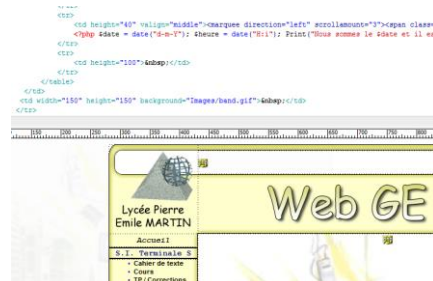 </tr>
<tr>
<td height="40" valign="middle"><marquee direction="left" scrollamount="3"><span class=
<?php $date = date("d-m-Y"); $heure = date("H:i"); Print("Nous sommes le $date et il es
</tr>
<tr>
<td height="100">&nbsp;</td>
</tr>
</table>
</td>
<td width="150" height="150" background="Images/band.gif">&nbsp;</td>
</tr>
150 200 250 300 350 400 450 500 550 600 650 700 750 800
Lycée Pierre
Emile MARTIN
Web GE
Accueil
S.I. Terminale S
• Cahier de texte
• Cours
• TP / Corrections